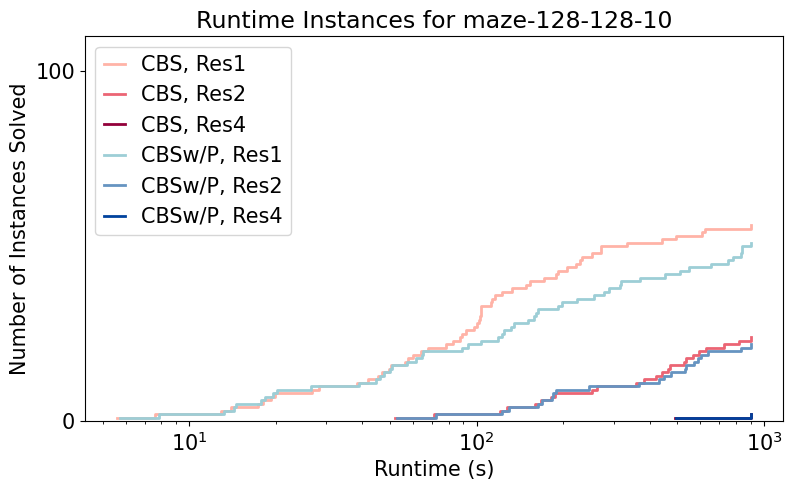 Runtime Instances for maze-128-128-10
Number of Instances Solved
100
0
CBS, Res1
CBS, Res2
CBS, Res4
CBSw/P, Res1
CBSw/P, Res2
CBSw/P, Res4
10¹ 10² 10³
Runtime (s)